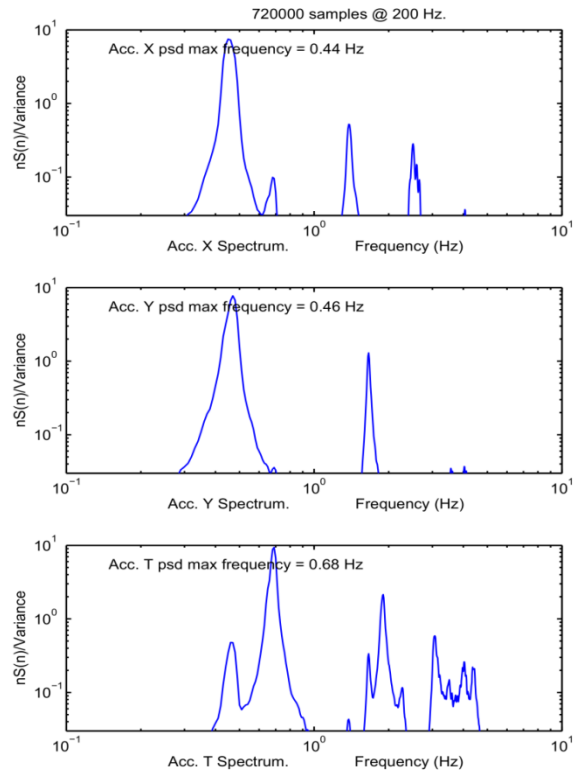 720000 samples @ 200 Hz.
10^1
Acc. X psd max frequency = 0.44 Hz
10^0
nS(n)/Variance
10^-1
10^-1 10^0 10^1
Acc. X Spectrum. Frequency (Hz)
10^1
Acc. Y psd max frequency = 0.46 Hz
10^0
nS(n)/Variance
10^-1
10^-1 10^0 10^1
Acc. Y Spectrum. Frequency (Hz)
10^1
Acc. T psd max frequency = 0.68 Hz
10^0
nS(n)/Variance
10^-1
10^-1 10^0 10^1
Acc. T Spectrum. Frequency (Hz)